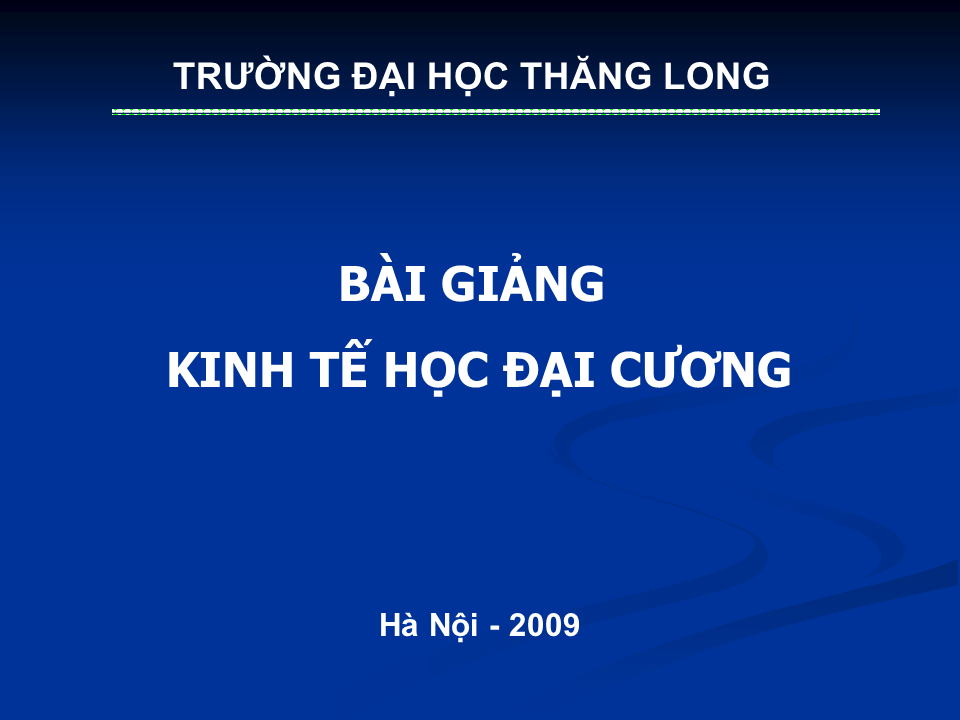 TRƯỜNG ĐẠI HỌC THĂNG LONG
BÀI GIẢNG
KINH TẾ HỌC ĐẠI CƯƠNG
Hà Nội - 2009